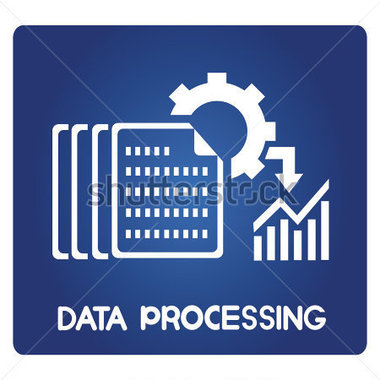 DATA PROCESSING